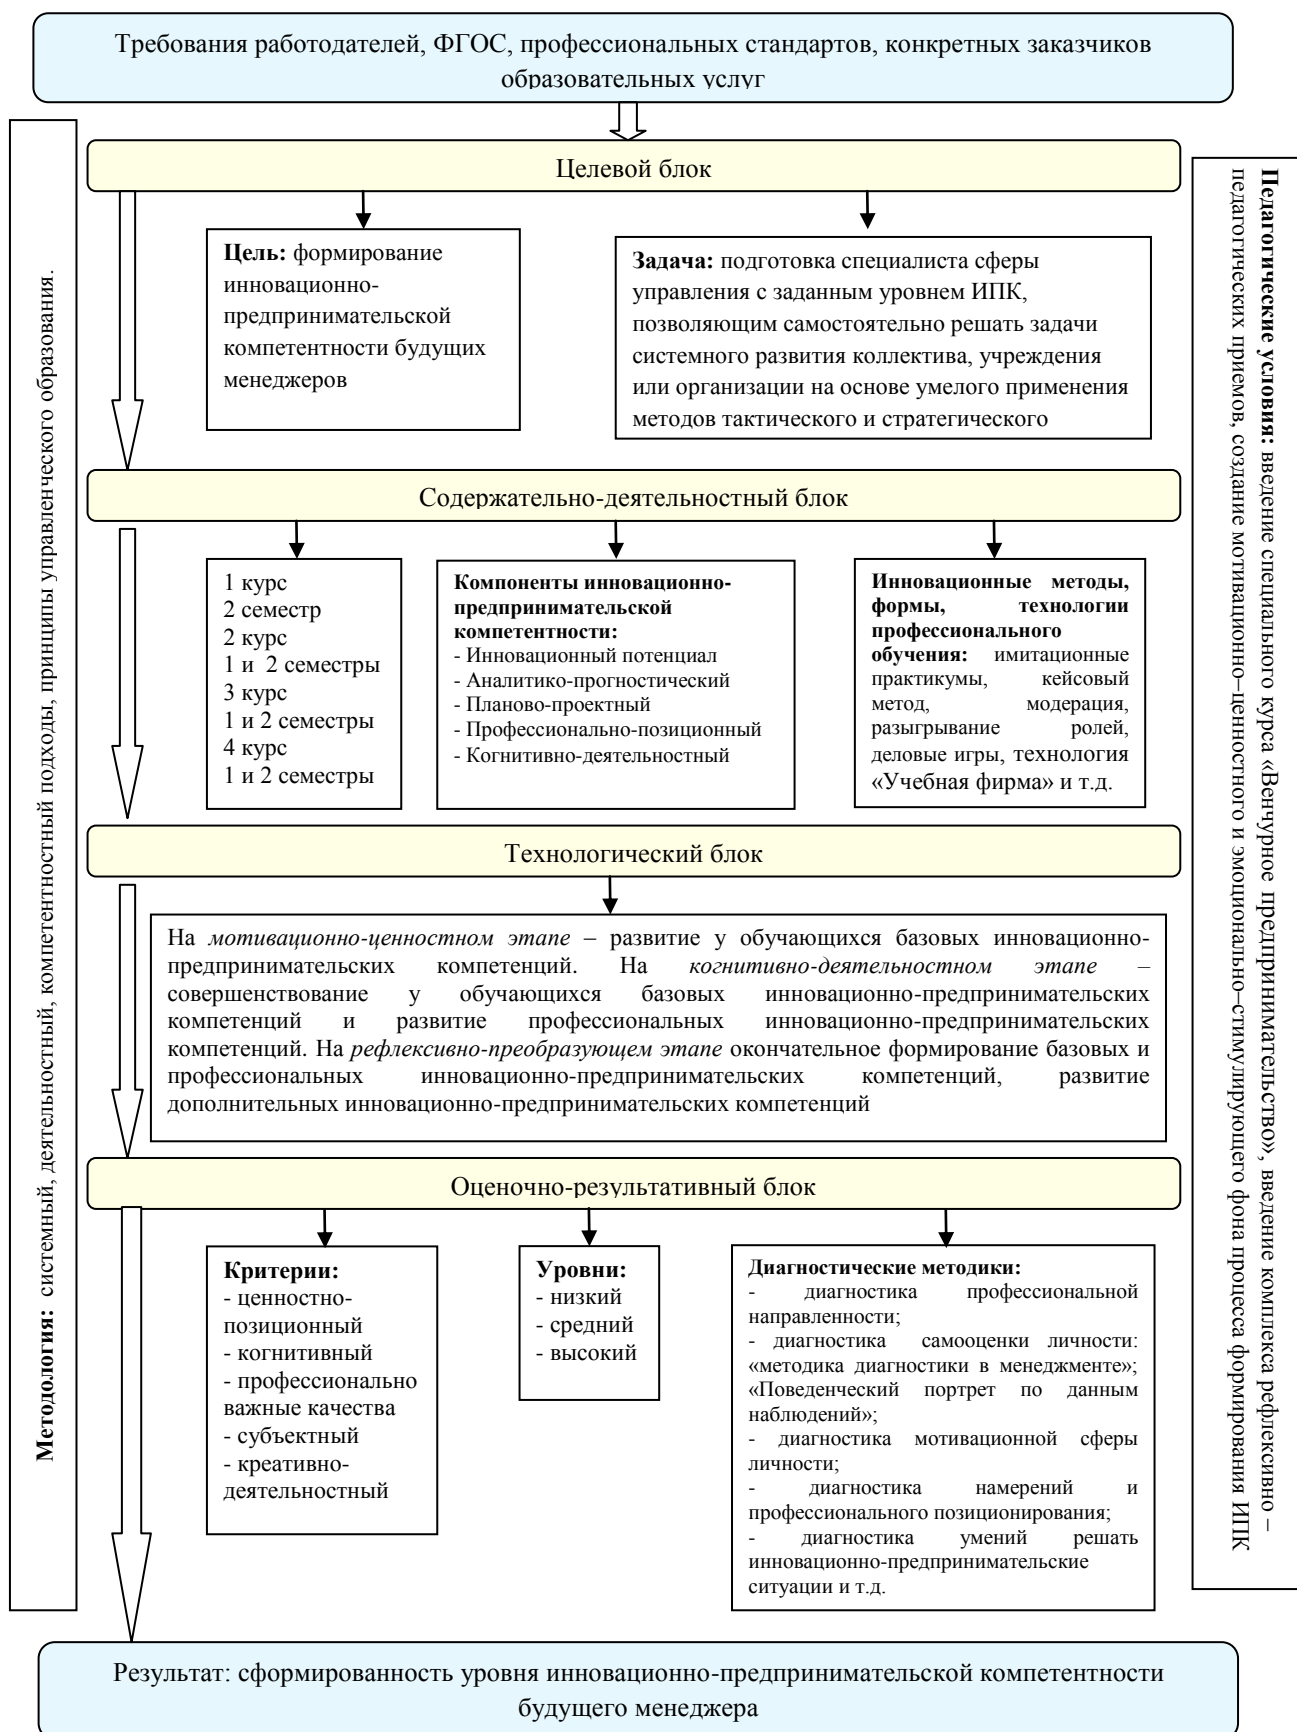 Требования работодателей, ФГОС, профессиональных стандартов, конкретных заказчиков
образовательных услуг
Методология: системный, деятельностный, компетентностный подходы, принципы управленческого образования.
Целевой блок
Цель: формирование
инновационно-
предпринимательской
компетентности будущих
менеджеров
Задача: подготовка специалиста сферы
управления с заданным уровнем ИПК,
позволяющим самостоятельно решать задачи
системного развития коллектива, учреждения
или организации на основе умелого применения
методов тактического и стратегического
Содержательно-деятельностный блок
1 курс
2 семестр
2 курс
1 и 2 семестры
3 курс
1 и 2 семестры
4 курс
1 и 2 семестры
Компоненты инновационно-
предпринимательской
компетентности:
- Инновационный потенциал
- Аналитико-прогностический
- Планово-проектный
- Профессионально-позиционный
- Когнитивно-деятельностный
Инновационные методы,
формы, технологии
профессионального
обучения: имитационные
практикумы, кейсовый
метод, модерация,
разыгрывание ролей,
деловые игры, технология
«Учебная фирма» и т.д.
Технологический блок
На мотивационно-ценностном этапе – развитие у обучающихся базовых инновационно-
предпринимательских компетенций. На когнитивно-деятельностном этапе –
совершенствование у обучающихся базовых инновационно-предпринимательских
компетенций и развитие профессиональных инновационно-предпринимательских
компетенций. На рефлексивно-преобразующем этапе окончательное формирование базовых и
профессиональных инновационно-предпринимательских компетенций, развитие
дополнительных инновационно-предпринимательских компетенций
Оценочно-результативный блок
Критерии:
- ценностно-
позиционный
- когнитивный
- профессионально
важные качества
- субъектный
- креативно-
деятельностный
Уровни:
- низкий
- средний
- высокий
Диагностические методики:
- диагностика профессиональной
направленности;
- диагностика самооценки личности:
«методика диагностики в менеджменте»;
«Поведенческий портрет по данным
наблюдений»;
- диагностика мотивационной сферы
личности;
- диагностика намерений и
профессионального позиционирования;
- диагностика умений решать
инновационно-предпринимательские
ситуации и т.д.
Педагогические условия: введение специального курса «Венчурное предпринимательство», введение комплекса рефлексивно –
педагогических приемов, создание мотивационно–ценностного и эмоционально–стимулирующего фона процесса формирования ИПК
Результат: сформированность уровня инновационно-предпринимательской компетентности
будущего менеджера